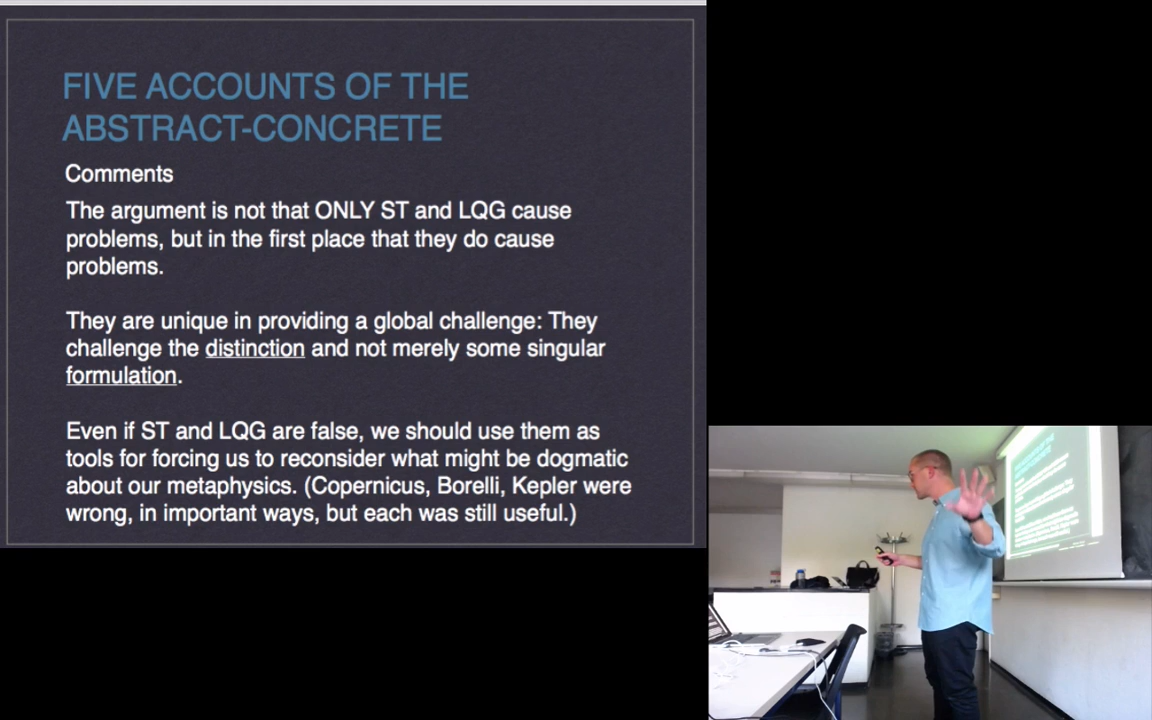 FIVE ACCOUNTS OF THE
ABSTRACT-CONCRETE
Comments
The argument is not that ONLY ST and LQG cause
problems, but in the first place that they do cause
problems.
They are unique in providing a global challenge: They
challenge the distinction and not merely some singular
formulation.
Even if ST and LQG are false, we should use them as
tools for forcing us to reconsider what might be dogmatic
about our metaphysics. (Copernicus, Borelli, Kepler were
wrong, in important ways, but each was still useful.)